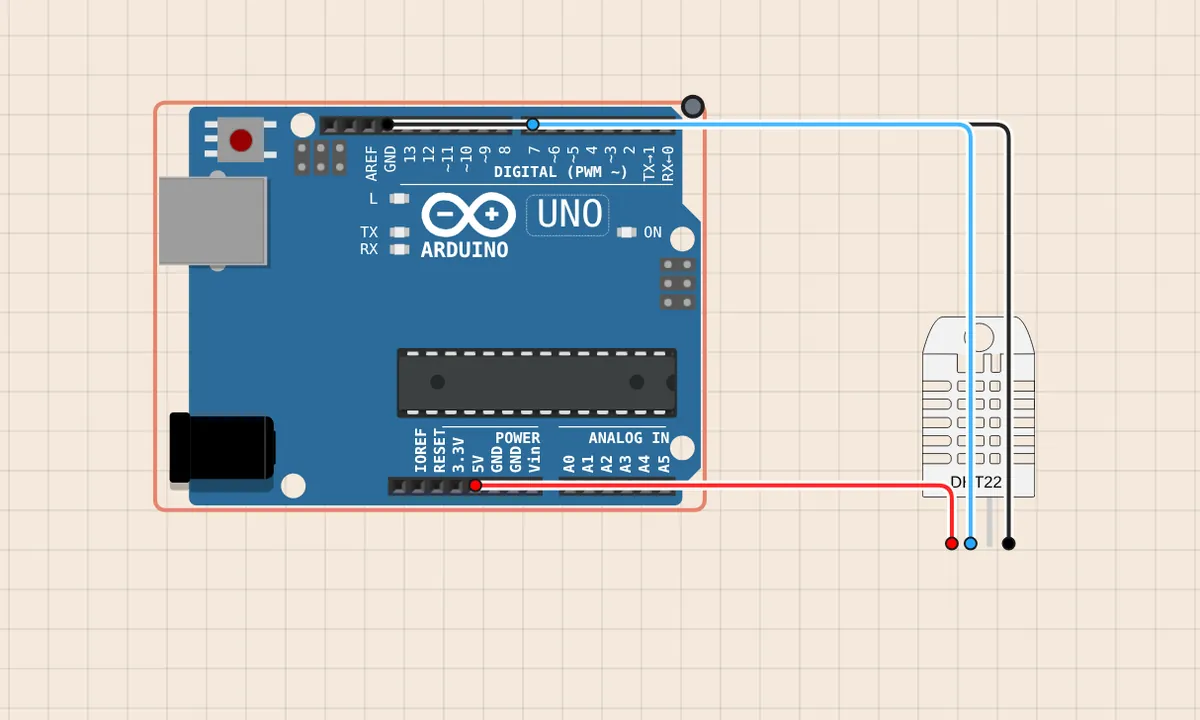 AREF GND 13 12 ~11 ~10 ~9 8 7 ~6 ~5 4 ~3 2 TX→1 RX←0
DIGITAL (PWM ~)
L
UNO
TX
ON
RX
ARDUINO
POWER
ANALOG IN
IOREF RESET 3.3V 5V GND GND Vin A0 A1 A2 A3 A4 A5
DHT22